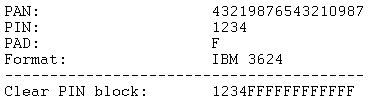 PAN: 43219876543210987
PIN: 1234
PAD: F
Format: IBM 3624
----------------------------------------
Clear PIN block: 1234FFFFFFFFFFFF